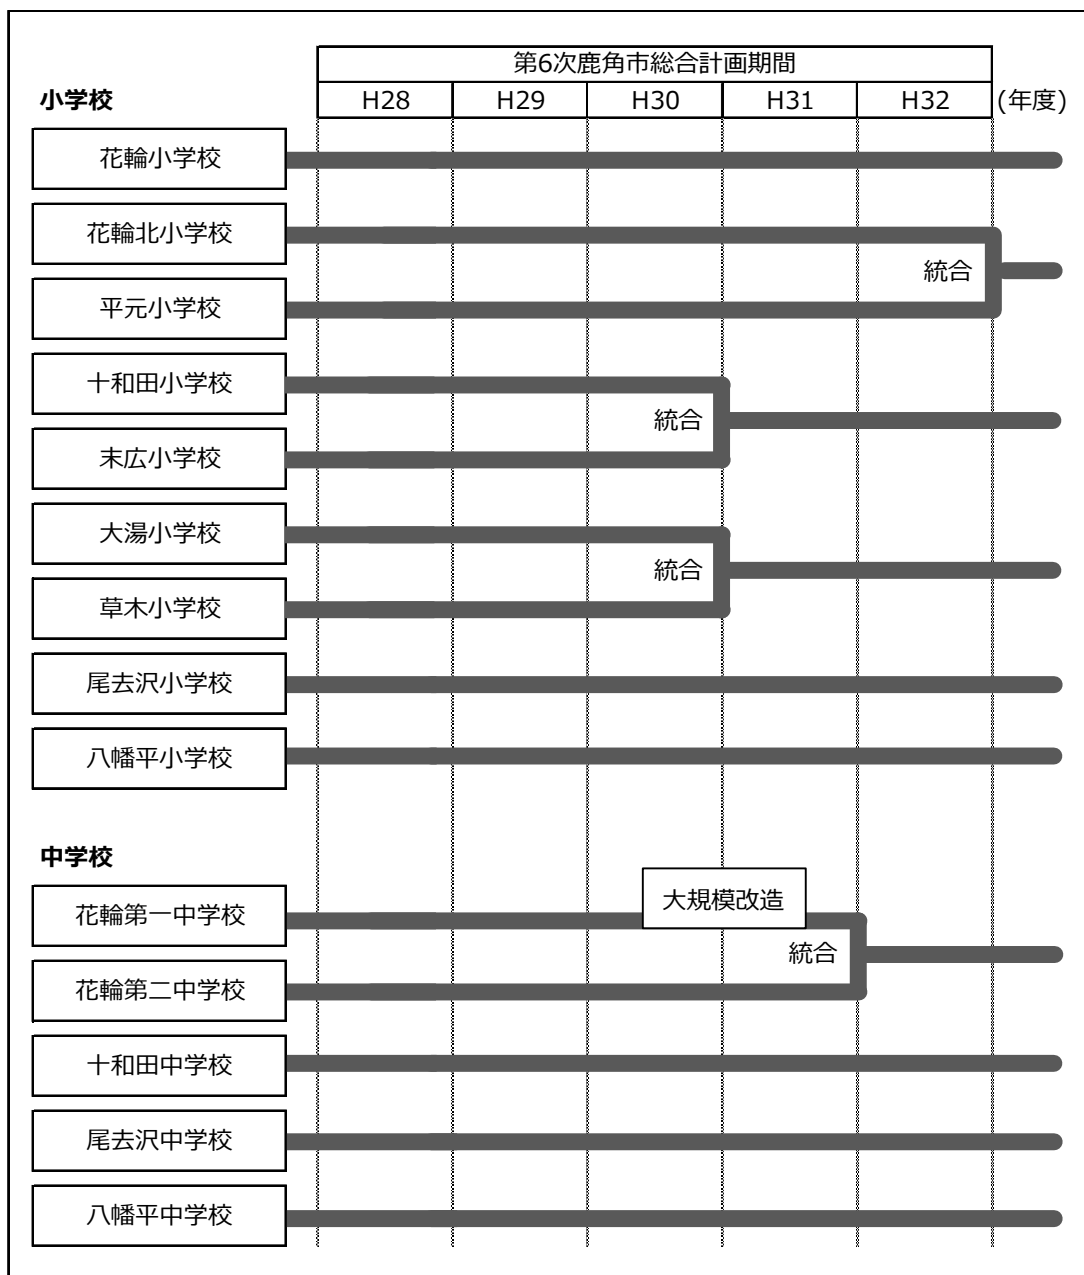 第6次鹿角市総合計画期間
小学校
H28
H29
H30
H31
H32
(年度)
花輪小学校
花輪北小学校
統合
平元小学校
十和田小学校
統合
末広小学校
大湯小学校
統合
草木小学校
尾去沢小学校
八幡平小学校
中学校
大規模改造
花輪第一中学校
統合
花輪第二中学校
十和田中学校
尾去沢中学校
八幡平中学校